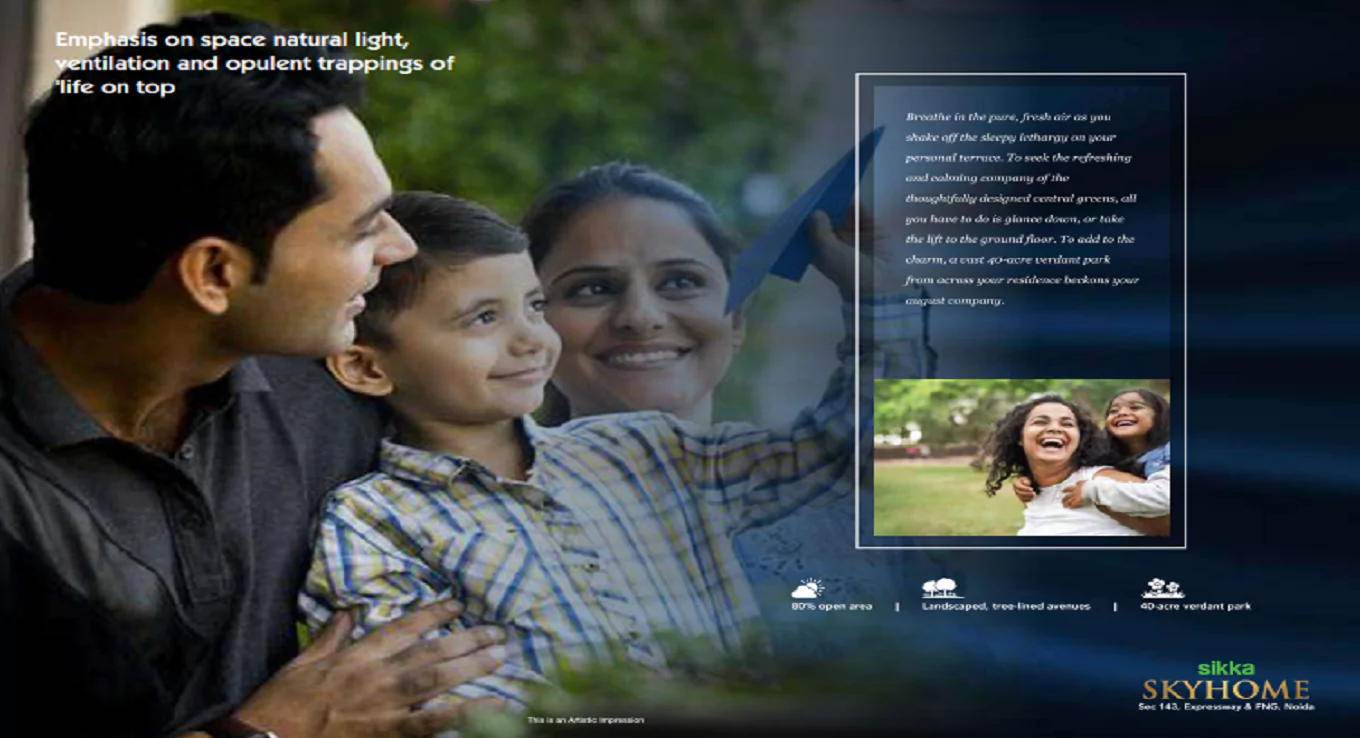 Emphasis on space natural light,
ventilation and opulent trappings of
'life on top
Breathe in the pure, fresh air as you
shake off the sleepy lethargy on your
personal terrace. To seek the refreshing
and calming company of the
thoughtfully designed central greens, all
you have to do is glance down, or take
the lift to the ground floor. To add to the
charm, a vast 40-acre verdant park
from across your residence beckons your
august company.
80% open area | Landscaped, tree-lined avenues | 40-acre verdant park
sikka
SKYHOME
Sec 143, Expressway & FNG, Noida
This is an Artistic Impression